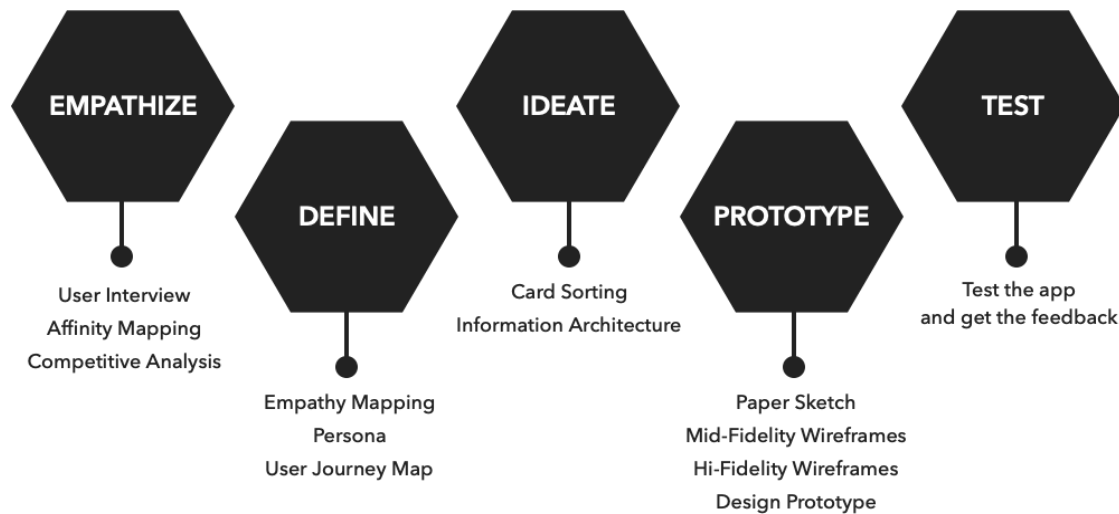 EMPATHIZE
User Interview
Affinity Mapping
Competitive Analysis
DEFINE
Empathy Mapping
Persona
User Journey Map
IDEATE
Card Sorting
Information Architecture
PROTOTYPE
Paper Sketch
Mid-Fidelity Wireframes
Hi-Fidelity Wireframes
Design Prototype
TEST
Test the app
and get the feedback